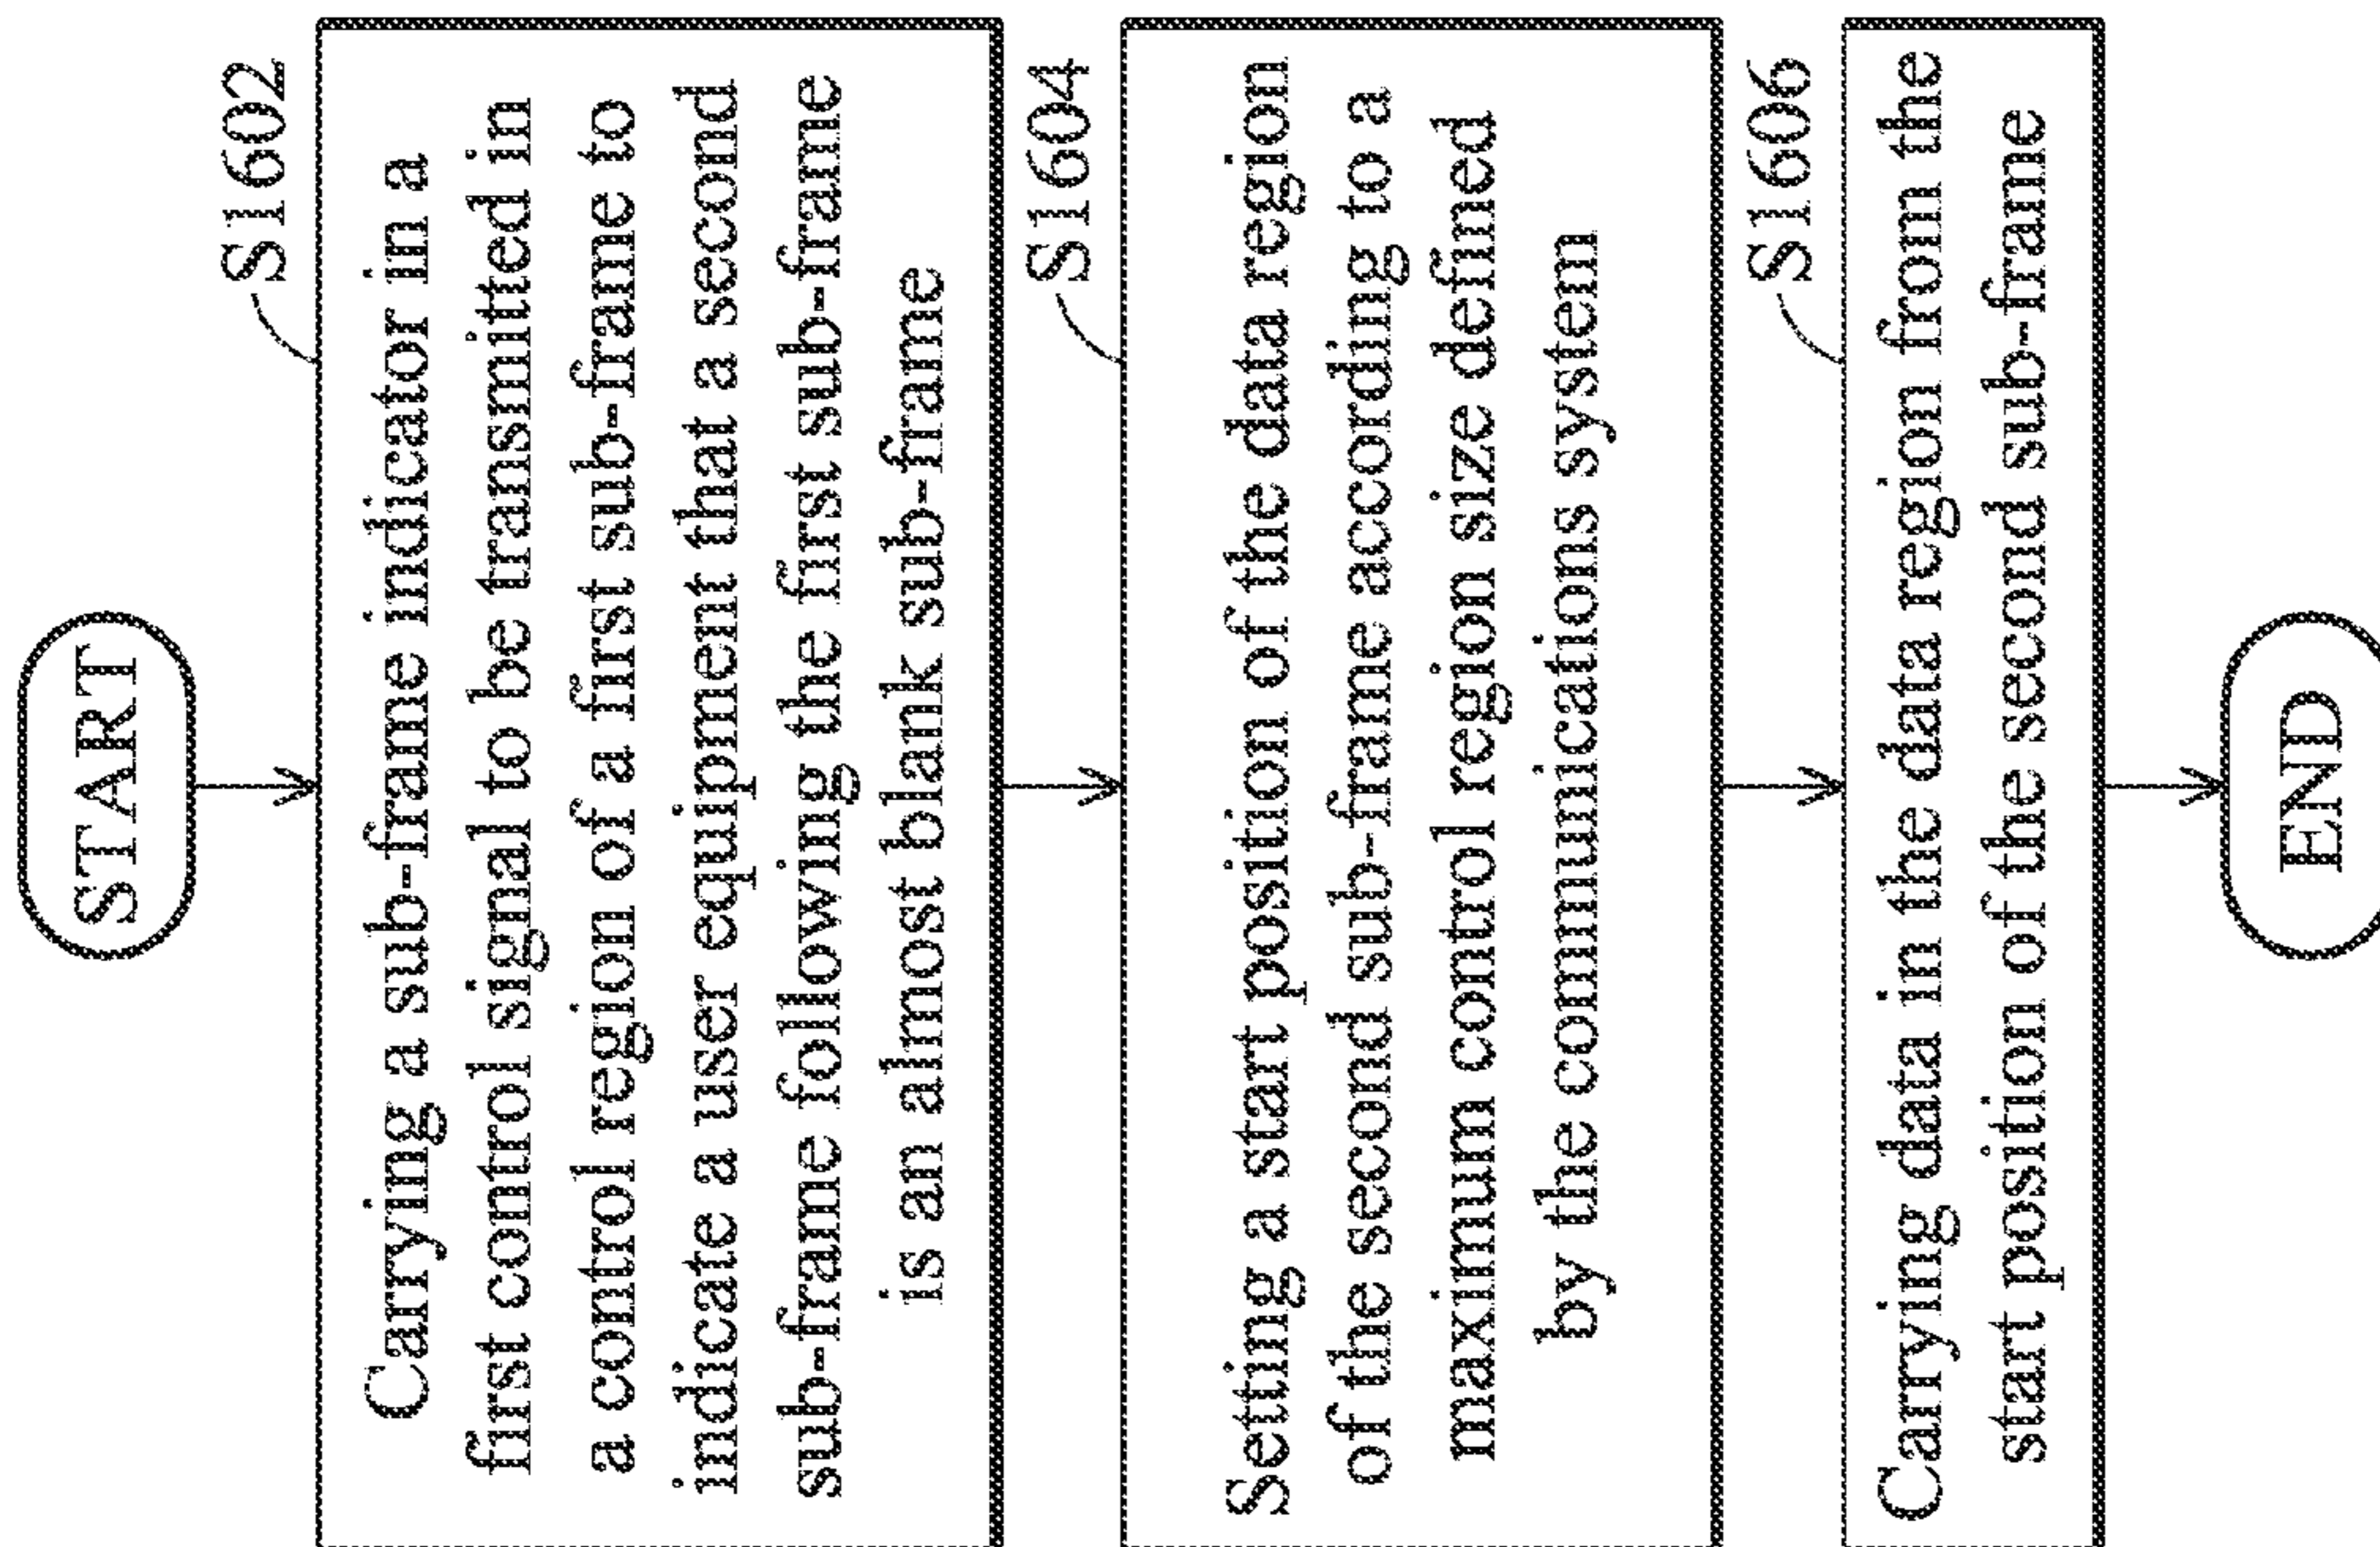 START
S1602
Carrying a sub-frame indicator in a
first control signal to be transmitted in
a control region of a first sub-frame to
indicate a user equipment that a second
sub-frame following the first sub-frame
is an almost blank sub-frame
S1604
Setting a start position of the data region
of the second sub-frame according to a
maximum control region size defined
by the communications system
S1606
Carrying data in the data region from the
start position of the second sub-frame
END